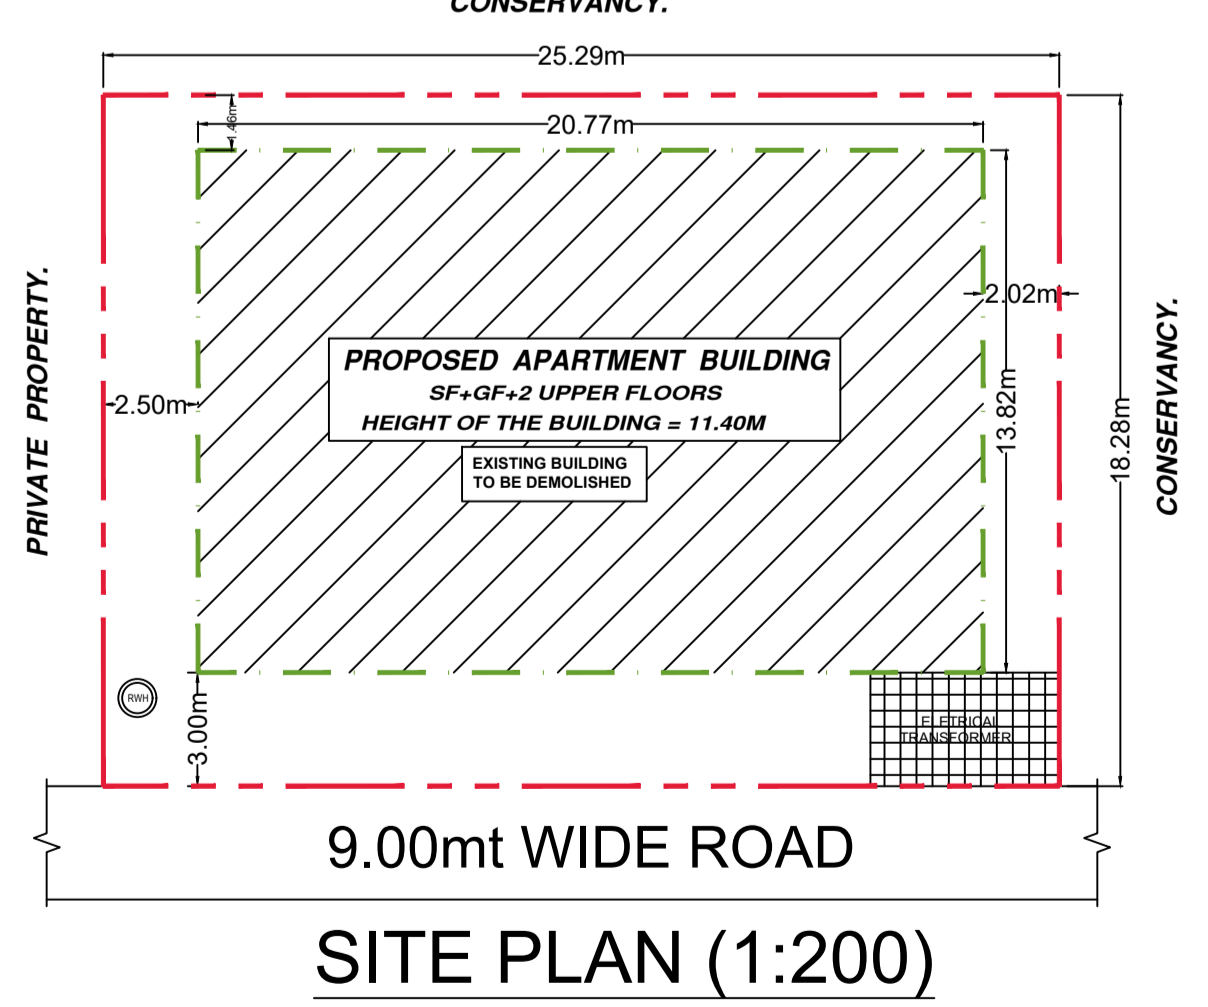 CONSERVANCY.
25.29m
1.46m
20.77m
2.02m
PRIVATE PROPERTY.
PROPOSED APARTMENT BUILDING
SF+GF+2 UPPER FLOORS
HEIGHT OF THE BUILDING = 11.40M
2.50m
13.82m
18.28m
CONSERVANCY.
EXISTING BUILDING
TO BE DEMOLISHED
RWH
3.00m
ELETRICAL
TRANSFORMER
9.00mt WIDE ROAD
SITE PLAN (1:200)